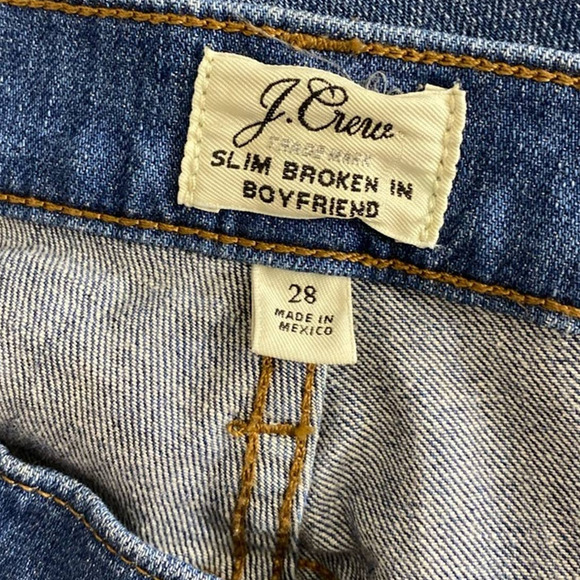 J.Crew
TRADE MARK
SLIM BROKEN IN
BOYFRIEND
28
MADE IN
MEXICO